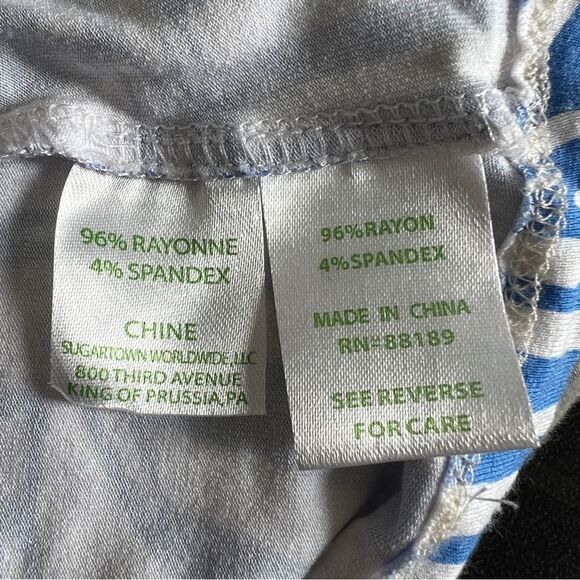 96% RAYONNE
4% SPANDEX
CHINE
SUGARTOWN WORLDWIDE, LLC
800 THIRD AVENUE
KING OF PRUSSIA, PA
96%RAYON
4%SPANDEX
MADE IN CHINA
RN=88189
SEE REVERSE
FOR CARE